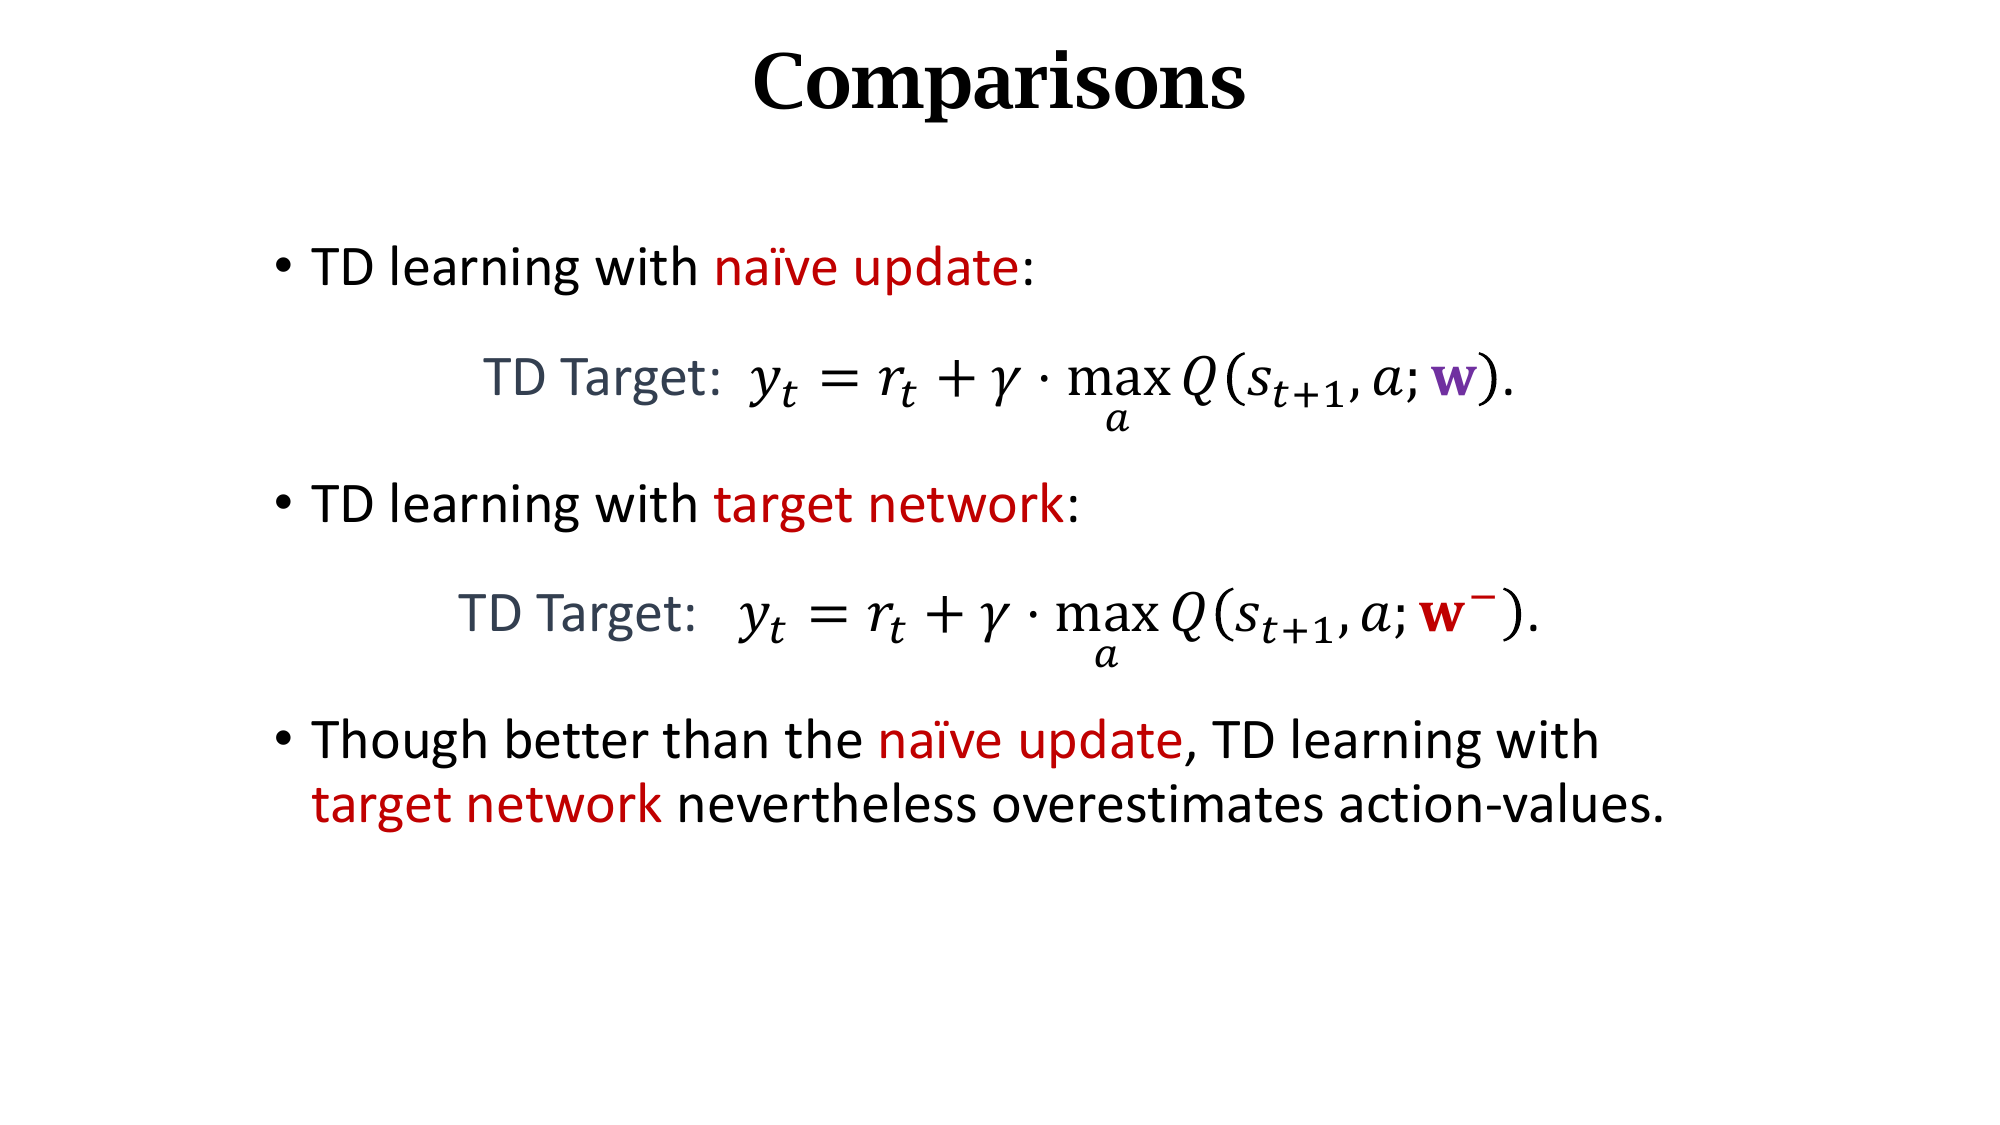 Comparisons
• TD learning with naïve update:
TD Target: $y_t = r_t + \gamma \cdot \max_a Q(s_{t+1}, a; \mathbf{w}).$
• TD learning with target network:
TD Target: $y_t = r_t + \gamma \cdot \max_a Q(s_{t+1}, a; \mathbf{w}^-).$
• Though better than the naïve update, TD learning with
target network nevertheless overestimates action-values.